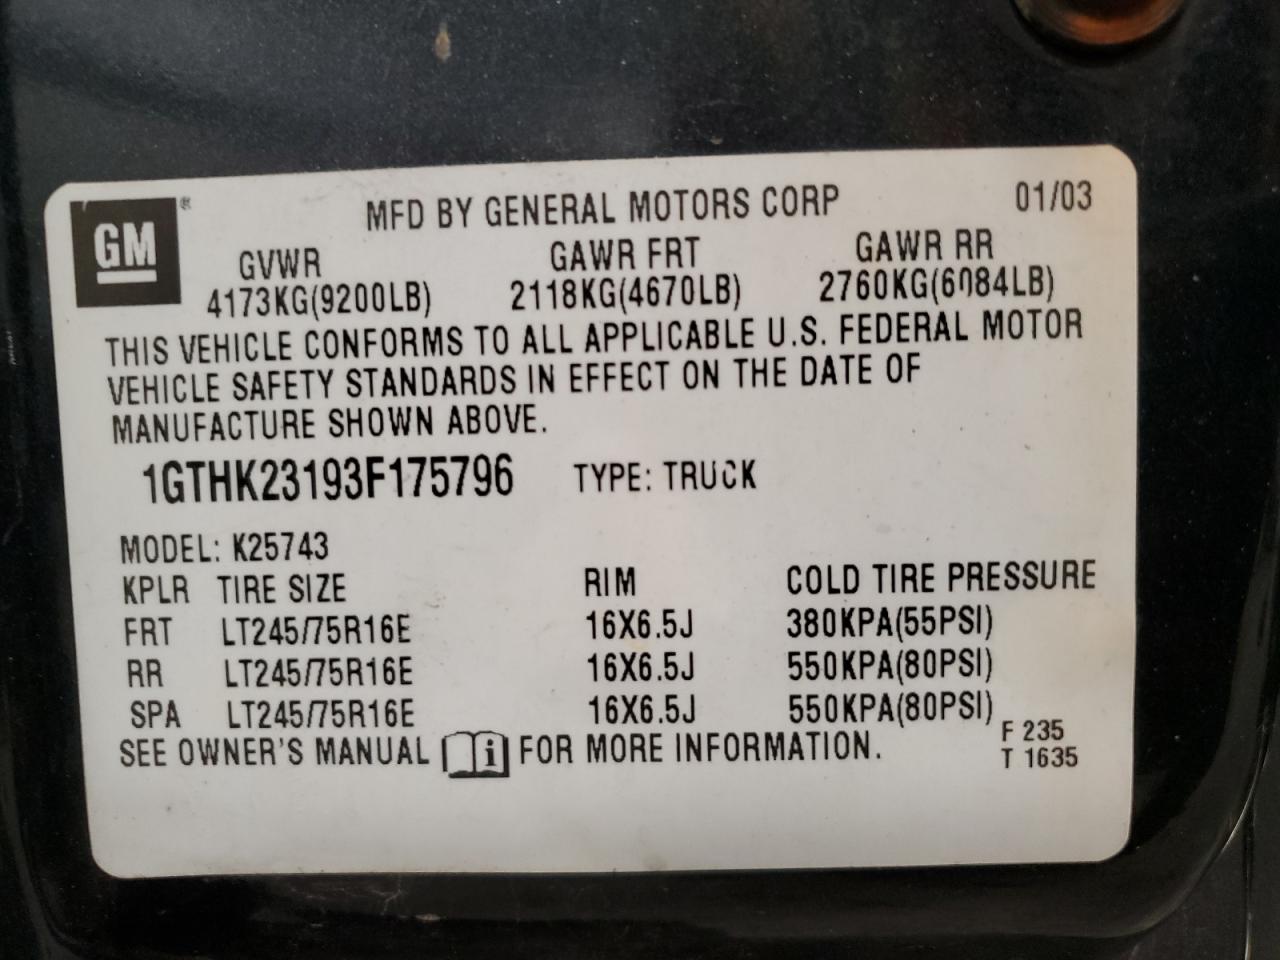 GM® MFD BY GENERAL MOTORS CORP 01/03
GVWR GAWR FRT GAWR RR
4173KG(9200LB) 2118KG(4670LB) 2760KG(6084LB)
THIS VEHICLE CONFORMS TO ALL APPLICABLE U.S. FEDERAL MOTOR
VEHICLE SAFETY STANDARDS IN EFFECT ON THE DATE OF
MANUFACTURE SHOWN ABOVE.
1GTHK23193F175796 TYPE: TRUCK
MODEL: K25743
KPLR TIRE SIZE RIM COLD TIRE PRESSURE
FRT LT245/75R16E 16X6.5J 380KPA(55PSI)
RR LT245/75R16E 16X6.5J 550KPA(80PSI)
SPA LT245/75R16E 16X6.5J 550KPA(80PSI)
SEE OWNER'S MANUAL i FOR MORE INFORMATION. F 235
T 1635